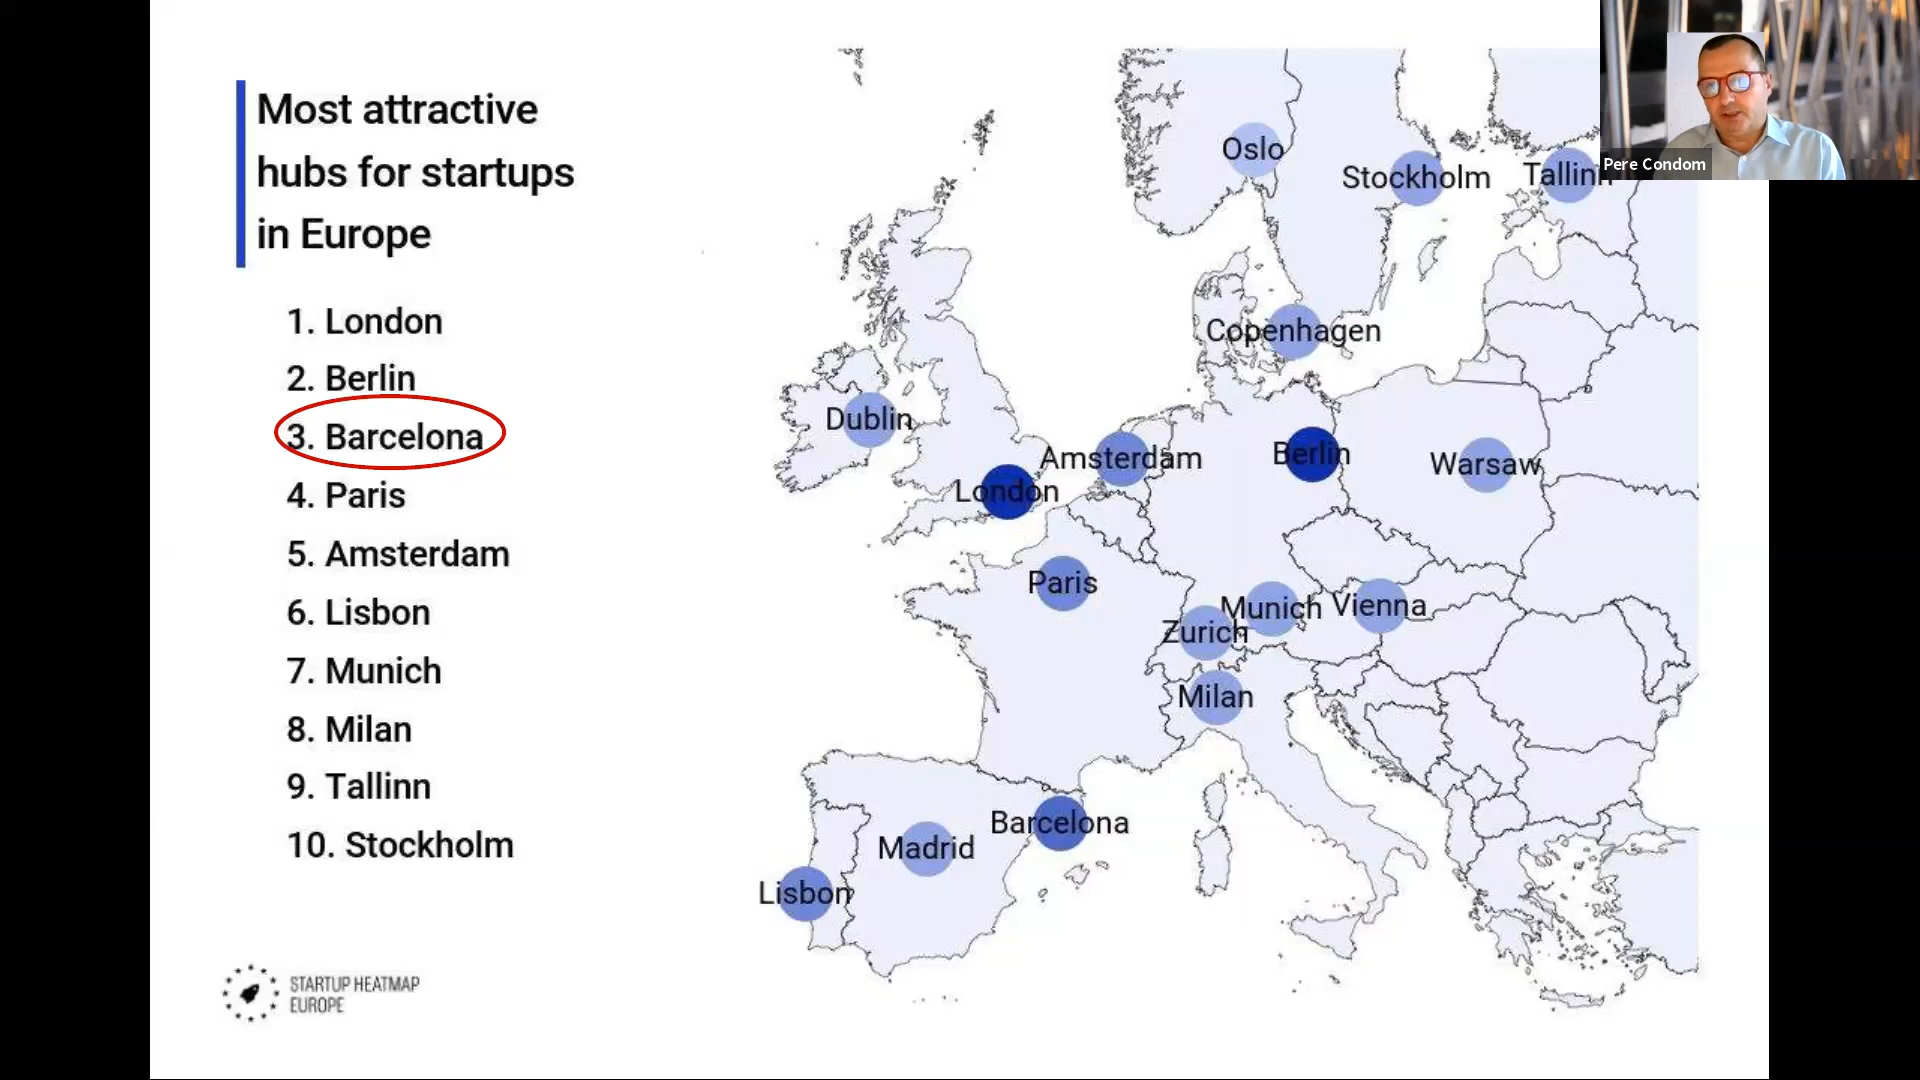 Most attractive
hubs for startups
in Europe
1. London
2. Berlin
3. Barcelona
4. Paris
5. Amsterdam
6. Lisbon
7. Munich
8. Milan
9. Tallinn
10. Stockholm
STARTUP HEATMAP
EUROPE
Oslo
Stockholm
Tallinn
Copenhagen
Dublin
Amsterdam
Berlin
Warsaw
London
Paris
Munich
Vienna
Zurich
Milan
Barcelona
Madrid
Lisbon
Pere Condom